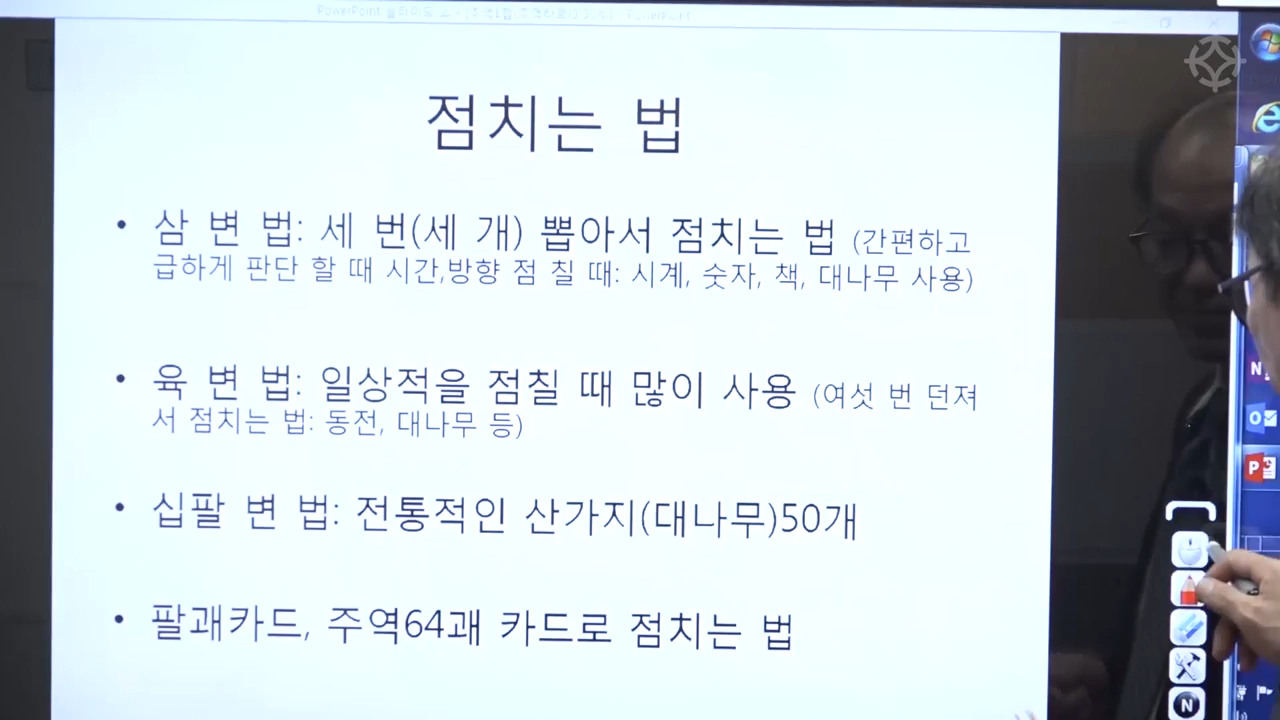 점치는 법
• 삼 변 법: 세 번(세 개) 뽑아서 점치는 법 (간편하고
급하게 판단 할 때 시간,방향 점 칠 때: 시계, 숫자, 책, 대나무 사용)
• 육 변 법: 일상적을 점칠 때 많이 사용 (여섯 번 던져
서 점치는 법: 동전, 대나무 등)
• 십팔 변 법: 전통적인 산가지(대나무)50개
• 팔괘카드, 주역64괘 카드로 점치는 법